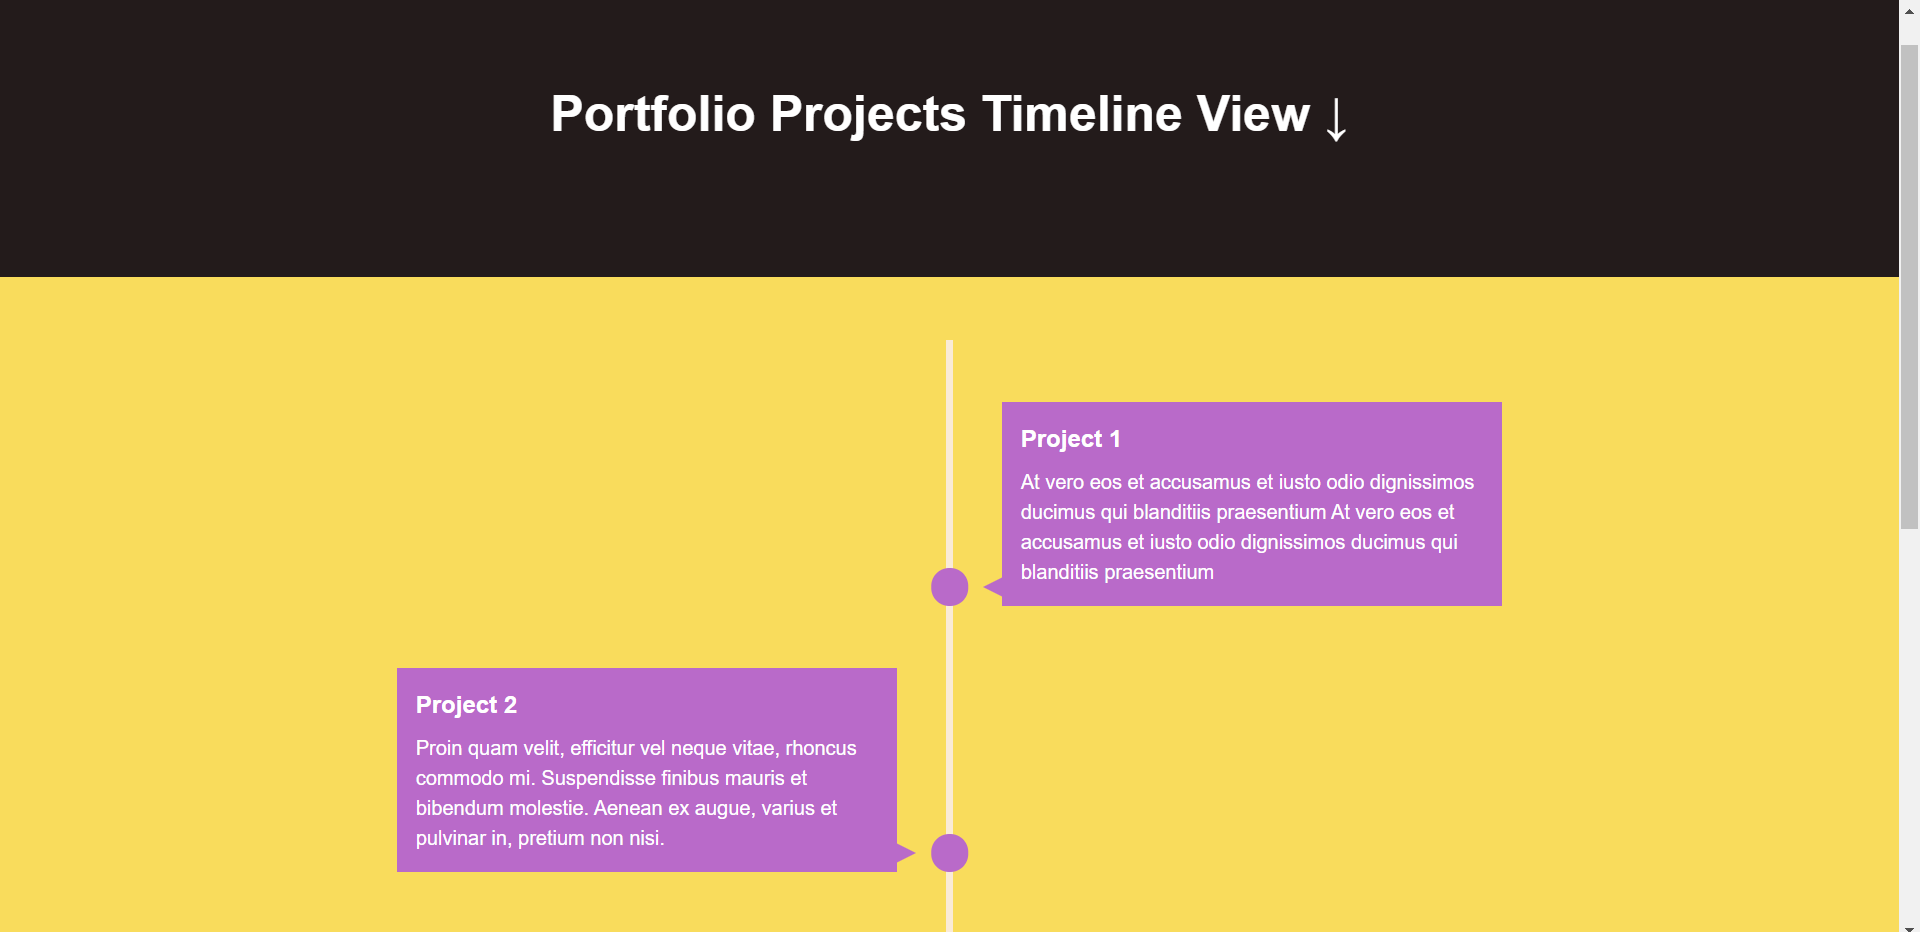 Portfolio Projects Timeline View ↓
Project 1
At vero eos et accusamus et iusto odio dignissimos
ducimus qui blanditiis praesentium At vero eos et
accusamus et iusto odio dignissimos ducimus qui
blanditiis praesentium
Project 2
Proin quam velit, efficitur vel neque vitae, rhoncus
commodo mi. Suspendisse finibus mauris et
bibendum molestie. Aenean ex augue, varius et
pulvinar in, pretium non nisi.